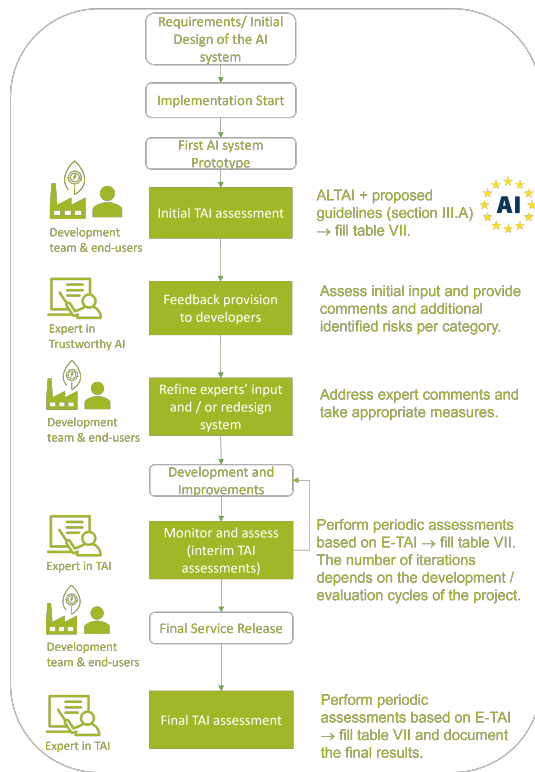 Requirements/ Initial
Design of the AI
system
Implementation Start
First AI system
Prototype
Development
team & end-users
Initial TAI assessment
ALTAI + proposed
guidelines (section III.A)
→ fill table VII.
AI
Expert in
Trustworthy AI
Feedback provision
to developers
Assess initial input and provide
comments and additional
identified risks per category.
Development
team & end-users
Refine experts' input
and / or redesign
system
Address expert comments and
take appropriate measures.
Development and
Improvements
Expert in TAI
Monitor and assess
(interim TAI
assessments)
Perform periodic assessments
based on E-TAI → fill table VII.
The number of iterations
depends on the development /
evaluation cycles of the project.
Development
team & end-users
Final Service Release
Expert in TAI
Final TAI assessment
Perform periodic
assessments based on E-TAI
→ fill table VII and document
the final results.